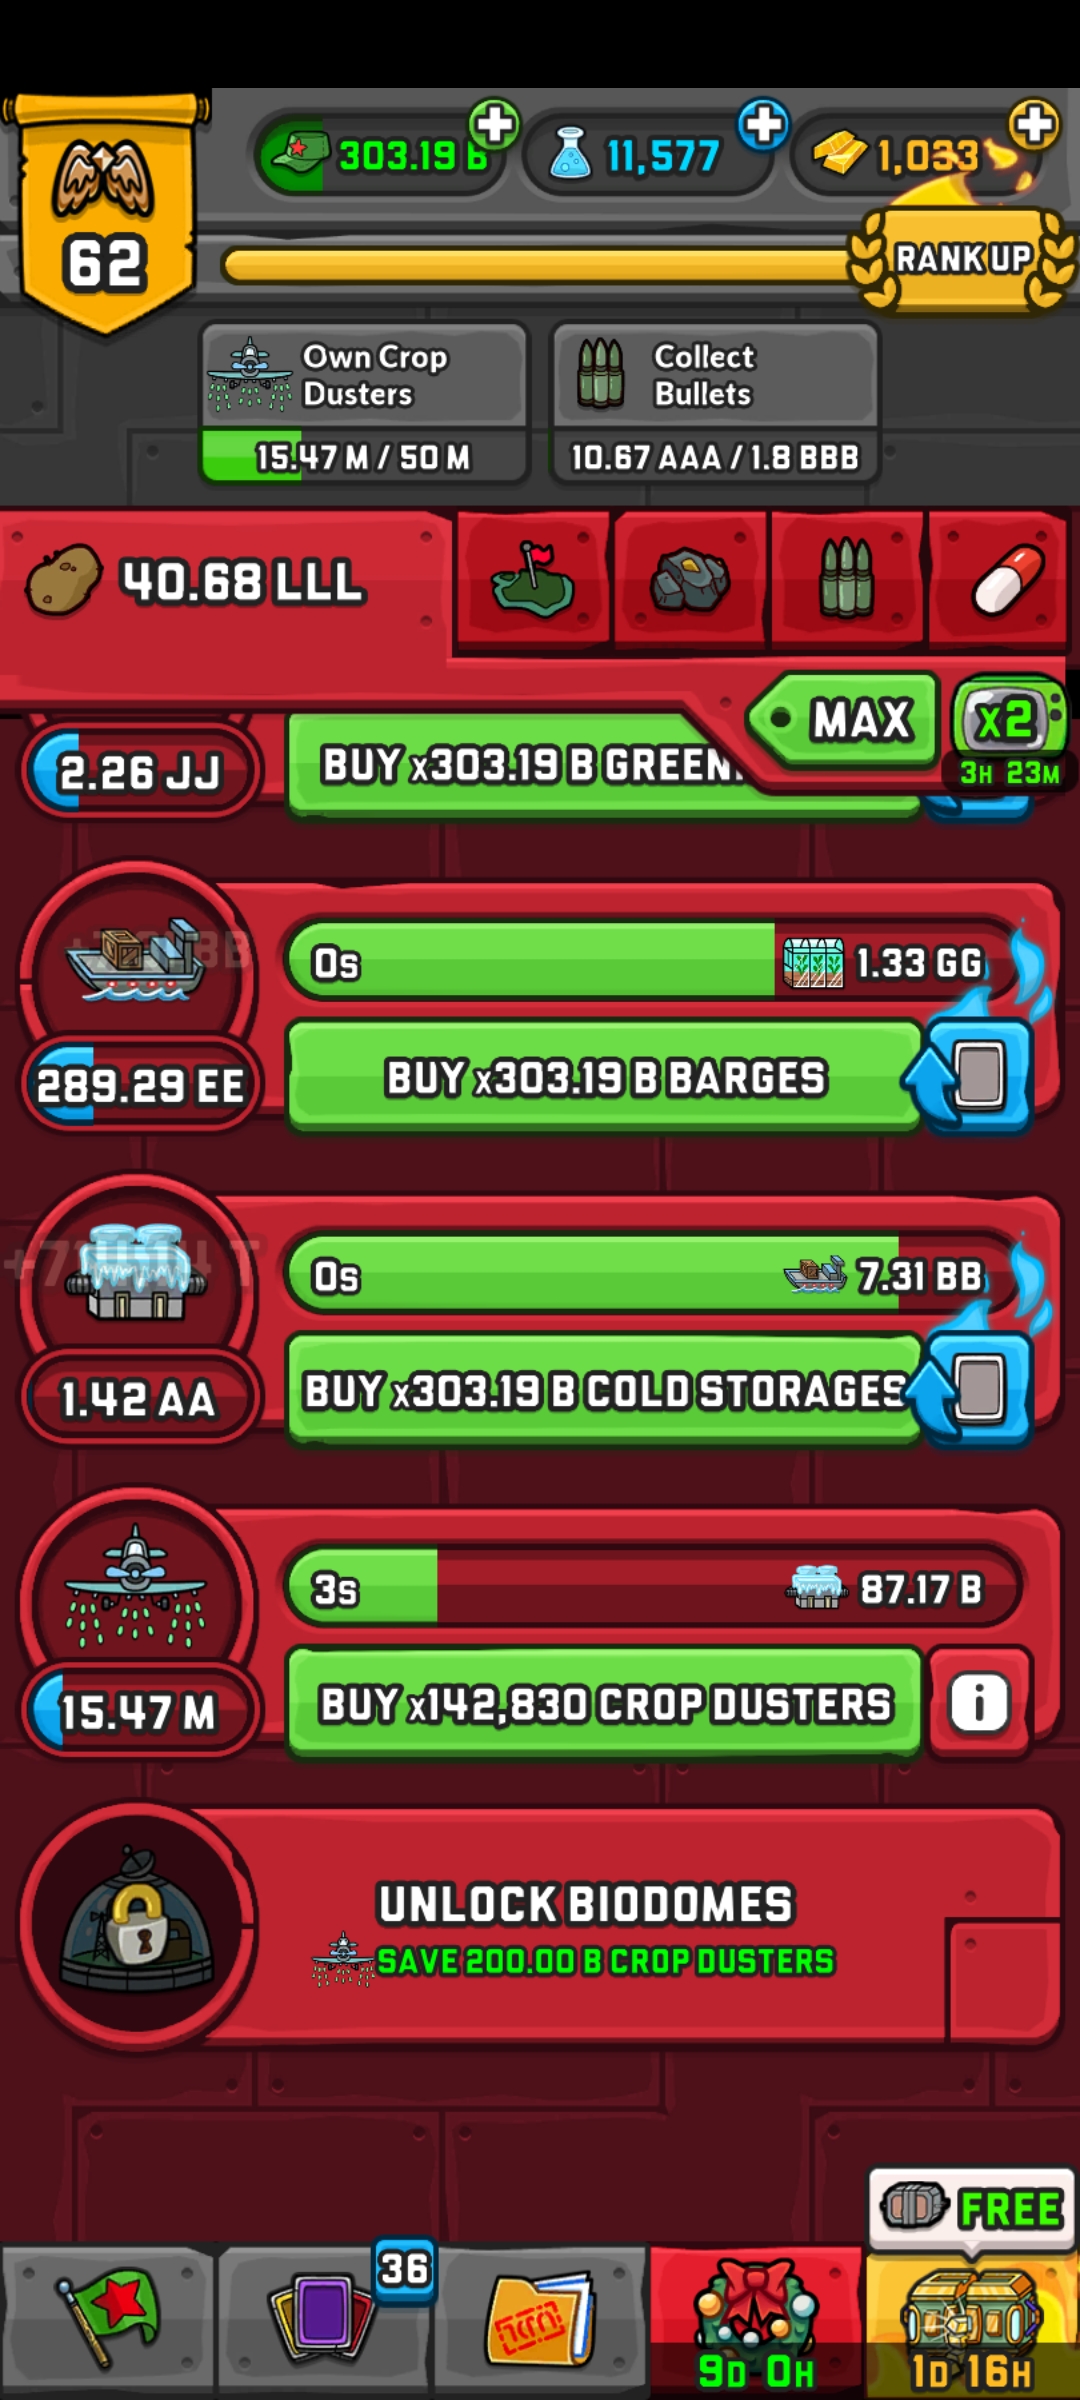 303.19 B
11,577
1,033
62
RANK UP
Own Crop
Dusters
15.47 M / 50 M
Collect
Bullets
10.67 AAA / 1.8 BBB
40.68 LLL
MAX
x2
3H 23M
2.26 JJ
BUY x303.19 B GREEN
0s
1.33 GG
289.29 EE
BUY x303.19 B BARGES
0s
7.31 BB
1.42 AA
BUY x303.19 B COLD STORAGES
3s
87.17 B
15.47 M
BUY x142,830 CROP DUSTERS
i
UNLOCK BIODOMES
SAVE 200.00 B CROP DUSTERS
FREE
36
9D 0H
1D 16H